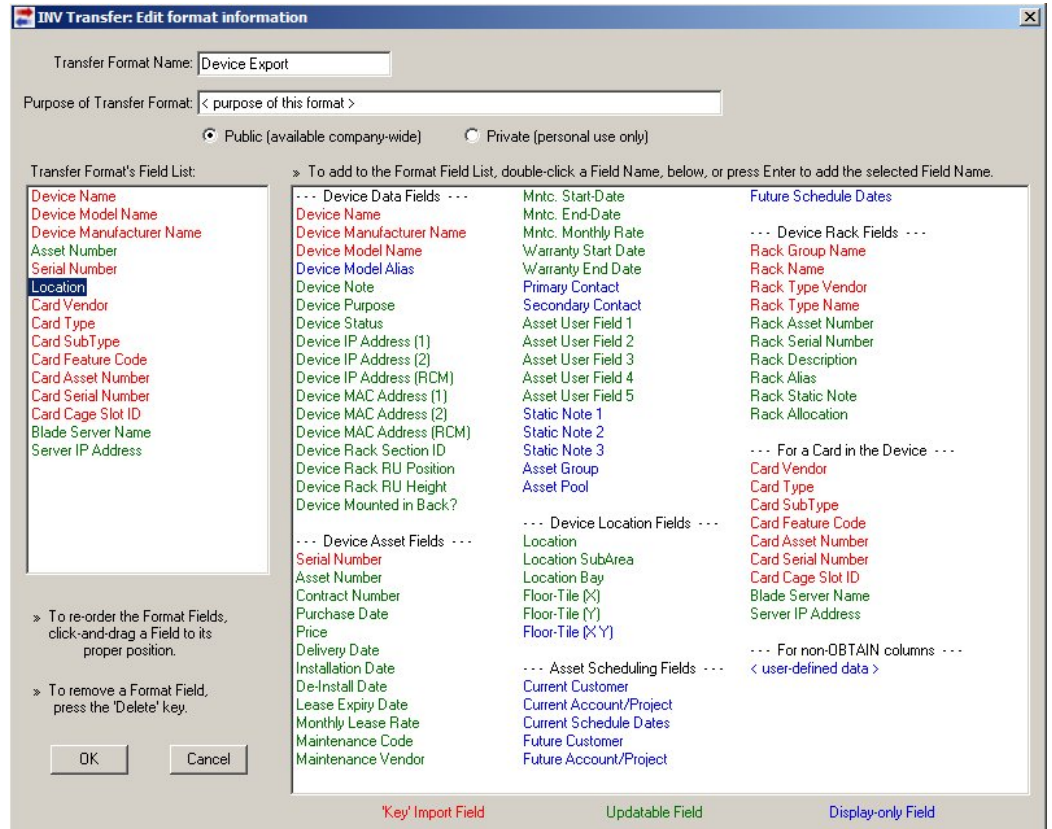 INV Transfer: Edit format information
Transfer Format Name: Device Export
Purpose of Transfer Format: < purpose of this format >
Public (available company-wide) Private (personal use only)
Transfer Format's Field List:
Device Name
Device Model Name
Device Manufacturer Name
Asset Number
Serial Number
Location
Card Vendor
Card Type
Card SubType
Card Feature Code
Card Asset Number
Card Serial Number
Card Cage Slot ID
Blade Server Name
Server IP Address
» To re-order the Format Fields,
click-and-drag a Field to its
proper position.
» To remove a Format Field,
press the 'Delete' key.
OK Cancel
» To add to the Format Field List, double-click a Field Name, below, or press Enter to add the selected Field Name.
--- Device Data Fields ---
Device Name
Device Manufacturer Name
Device Model Name
Device Model Alias
Device Note
Device Purpose
Device Status
Device IP Address (1)
Device IP Address (2)
Device IP Address (RCM)
Device MAC Address (1)
Device MAC Address (2)
Device MAC Address (RCM)
Device Rack Section ID
Device Rack RU Position
Device Rack RU Height
Device Mounted in Back?
--- Device Asset Fields ---
Serial Number
Asset Number
Contract Number
Purchase Date
Price
Delivery Date
Installation Date
De-Install Date
Lease Expiry Date
Monthly Lease Rate
Maintenance Code
Maintenance Vendor
Mntc. Start-Date
Mntc. End-Date
Mntc. Monthly Rate
Warranty Start Date
Warranty End Date
Primary Contact
Secondary Contact
Asset User Field 1
Asset User Field 2
Asset User Field 3
Asset User Field 4
Asset User Field 5
Static Note 1
Static Note 2
Static Note 3
Asset Group
Asset Pool
--- Device Location Fields ---
Location
Location SubArea
Location Bay
Floor-Tile (X)
Floor-Tile (Y)
Floor-Tile (X Y)
--- Asset Scheduling Fields ---
Current Customer
Current Account/Project
Current Schedule Dates
Future Customer
Future Account/Project
Future Schedule Dates
--- Device Rack Fields ---
Rack Group Name
Rack Name
Rack Type Vendor
Rack Type Name
Rack Asset Number
Rack Serial Number
Rack Description
Rack Alias
Rack Static Note
Rack Allocation
--- For a Card in the Device ---
Card Vendor
Card Type
Card SubType
Card Feature Code
Card Asset Number
Card Serial Number
Card Cage Slot ID
Blade Server Name
Server IP Address
--- For non-OBTAIN columns ---
< user-defined data >
'Key' Import Field Updatable Field Display-only Field